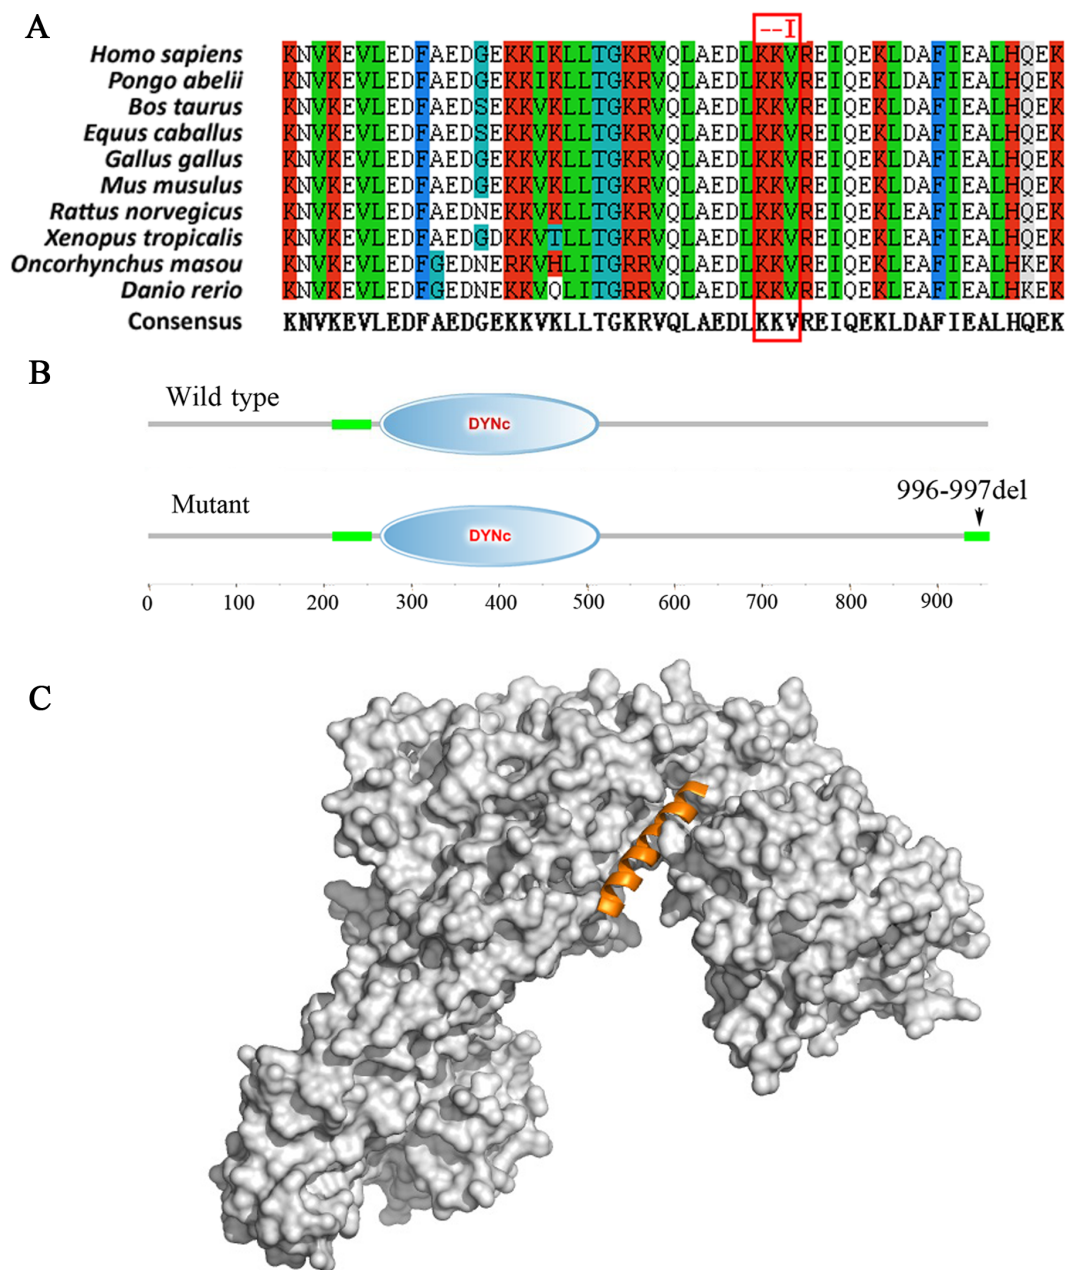 A
--I
Homo sapiens KNVKEVLEDFAEDGEKKIKLLTGKRVQLAEDLKKVREIQEKLDAFIEALHQEK
Pongo abelii KNVKEVLEDFAEDGEKKIKLLTGKRVQLAEDLKKVREIQEKLDAFIEALHQEK
Bos taurus KNVKEVLEDFAEDSEKKVKLLTGKRVQLAEDLKKVREIQEKLDAFIEALHQEK
Equus caballus KNVKEVLEDFAEDSEKKVKLLTGKRVQLAEDLKKVREIQEKLDAFIEALHQEK
Gallus gallus KNVKEVLEDFAEDGEKKVKLLTGKRVQLAEDLKKVREIQEKLDAFIEALHQEK
Mus musulus KNVKEVLEDFAEDGEKKVKLLTGKRVQLAEDLKKVREIQEKLDAFIEALHQEK
Rattus norvegicus KNVKEVLEDFAEDNEKKVKLLTGKRVQLAEDLKKVREIQEKLDAFIEALHQEK
Xenopus tropicalis KNVKEVLEDFAEDGDKKVTLLTGKRVQLAEDLKKVREIQEKLDAFIEALHQEK
Oncorhynchus masou KNVKEVLEDFGEDNERKVHLITGRRVQLAEDLKKVREIQEKLEAFIEALHKEK
Danio rerio KNVKEVLEDFGEDNEKKVQLITGRRVQLAEDLKKVREIQEKLEAFIEALHKEK
Consensus KNVKEVLEDFAEDGEKKVKLLTGKRVQLAEDLKKVREIQEKLDAFIEALHQEK
B
Wild type
DYNc
996-997del
Mutant
DYNc
0 100 200 300 400 500 600 700 800 900
C